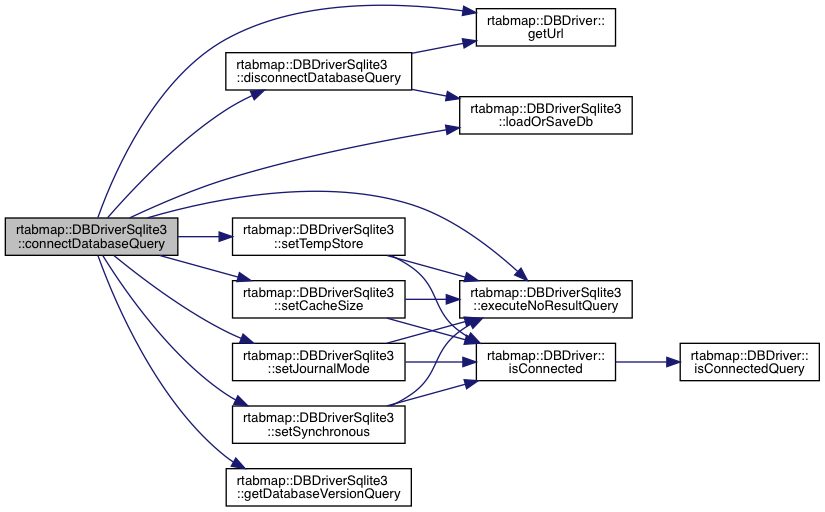 rtabmap::DBDriver::
getUrl
rtabmap::DBDriverSqlite3
::disconnectDatabaseQuery
rtabmap::DBDriverSqlite3
::loadOrSaveDb
rtabmap::DBDriverSqlite3
::connectDatabaseQuery
rtabmap::DBDriverSqlite3
::setTempStore
rtabmap::DBDriverSqlite3
::setCacheSize
rtabmap::DBDriverSqlite3
::executeNoResultQuery
rtabmap::DBDriverSqlite3
::setJournalMode
rtabmap::DBDriver::
isConnected
rtabmap::DBDriver::
isConnectedQuery
rtabmap::DBDriverSqlite3
::setSynchronous
rtabmap::DBDriverSqlite3
::getDatabaseVersionQuery